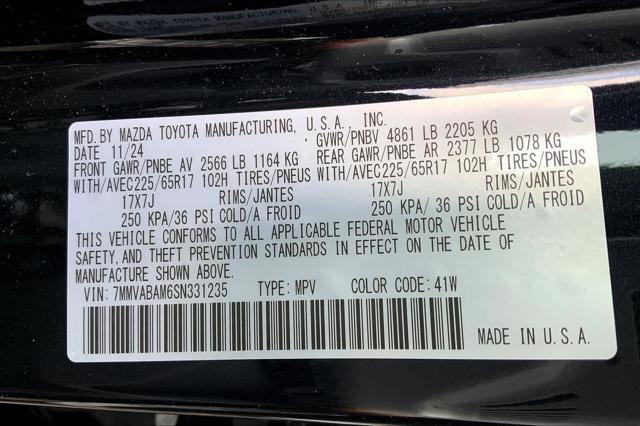 MFD. BY MAZDA TOYOTA MANUFACTURING, U.S.A., INC.
DATE 11/24 GVWR/PNBV 4861 LB 2205 KG
FRONT GAWR/PNBE AV 2566 LB 1164 KG REAR GAWR/PNBE AR 2377 LB 1078 KG
WITH/AVEC225/65R17 102H TIRES/PNEUS WITH/AVEC225/65R17 102H TIRES/PNEUS
17X7J RIMS/JANTES 17X7J RIMS/JANTES
250 KPA/36 PSI COLD/A FROID 250 KPA/36 PSI COLD/A FROID
THIS VEHICLE CONFORMS TO ALL APPLICABLE FEDERAL MOTOR VEHICLE
SAFETY, AND THEFT PREVENTION STANDARDS IN EFFECT ON THE DATE OF
MANUFACTURE SHOWN ABOVE.
VIN: 7MMVABAM6SN331235 TYPE: MPV COLOR CODE: 41W
MADE IN U.S.A.